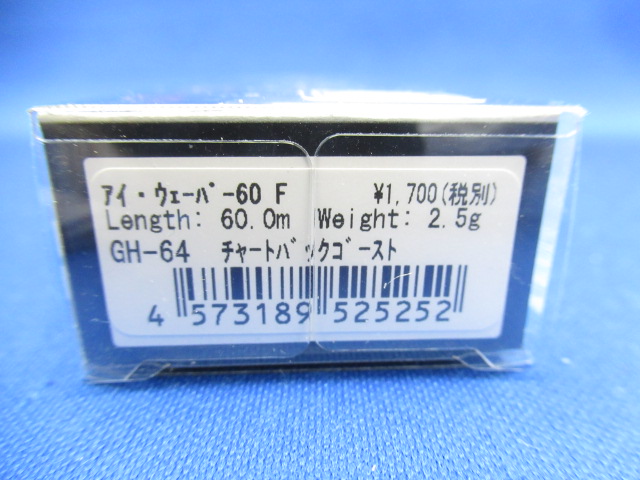 ｱｲ・ｳｪｰﾊﾞｰ60 F ¥1,700(税別)
Length: 60.0m Weight: 2.5g
GH-64 ﾁｬｰﾄﾊﾞｯｸｺﾞｰｽﾄ
4 573189 525252